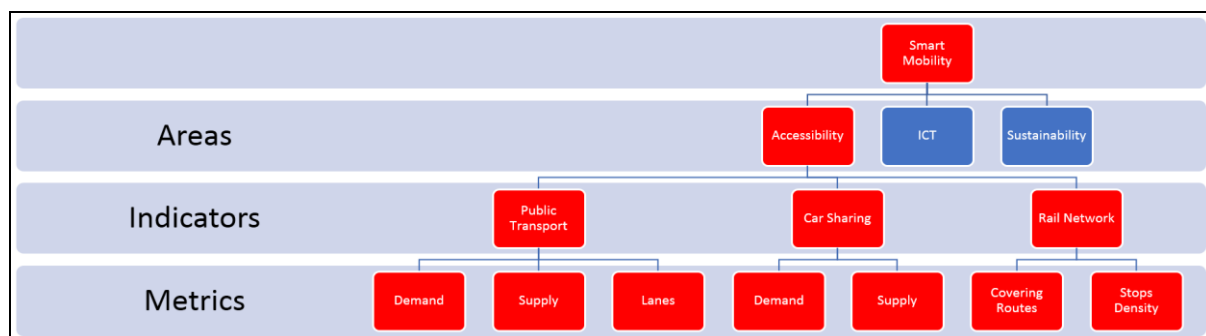 Smart
Mobility
Areas
Accessibility
ICT
Sustainability
Indicators
Public
Transport
Car Sharing
Rail Network
Metrics
Demand
Supply
Lanes
Demand
Supply
Covering
Routes
Stops
Density